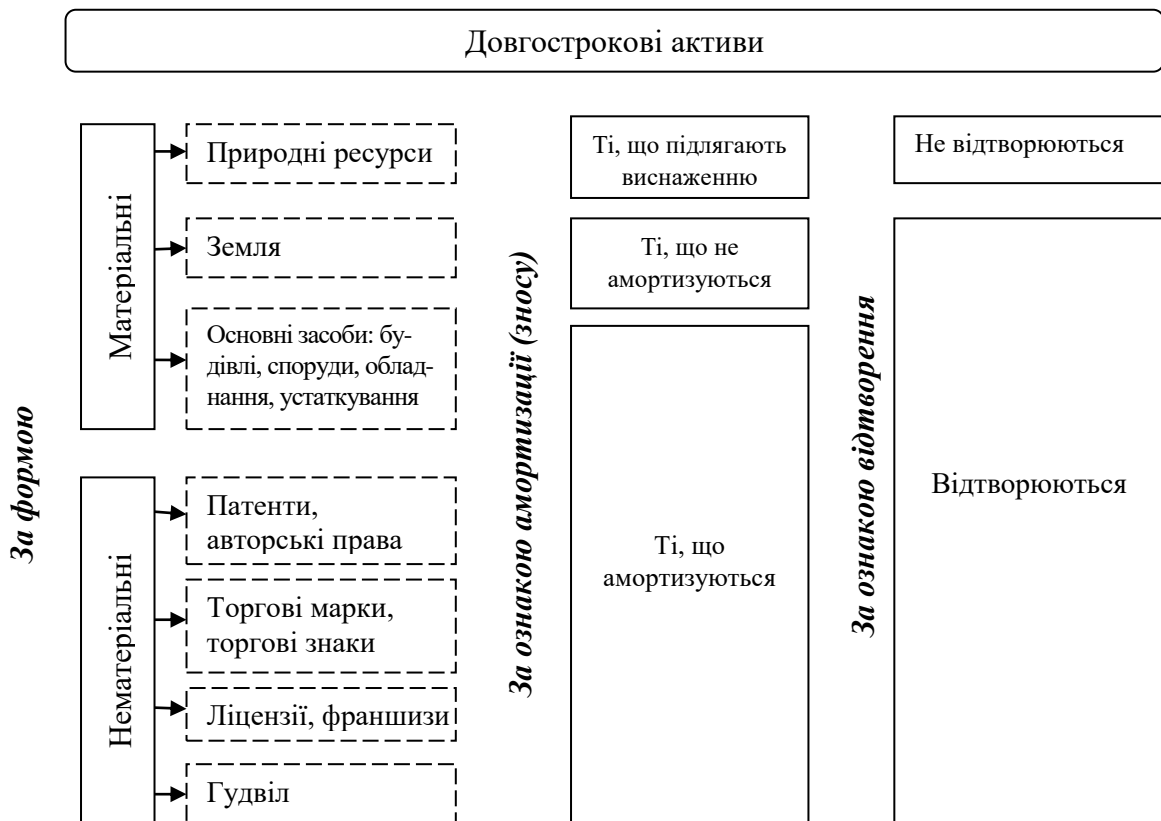 Довгострокові активи
За формою
Матеріальні
Природні ресурси
Земля
Основні засоби: бу-
дівлі, споруди, облад-
нання, устаткування
Нематеріальні
Патенти,
авторські права
Торгові марки,
торгові знаки
Ліцензії, франшизи
Гудвіл
За ознакою амортизації (зносу)
Ті, що підлягають
виснаженню
Ті, що не
амортизуються
Ті, що
амортизуються
За ознакою відтворення
Не відтворюються
Відтворюються